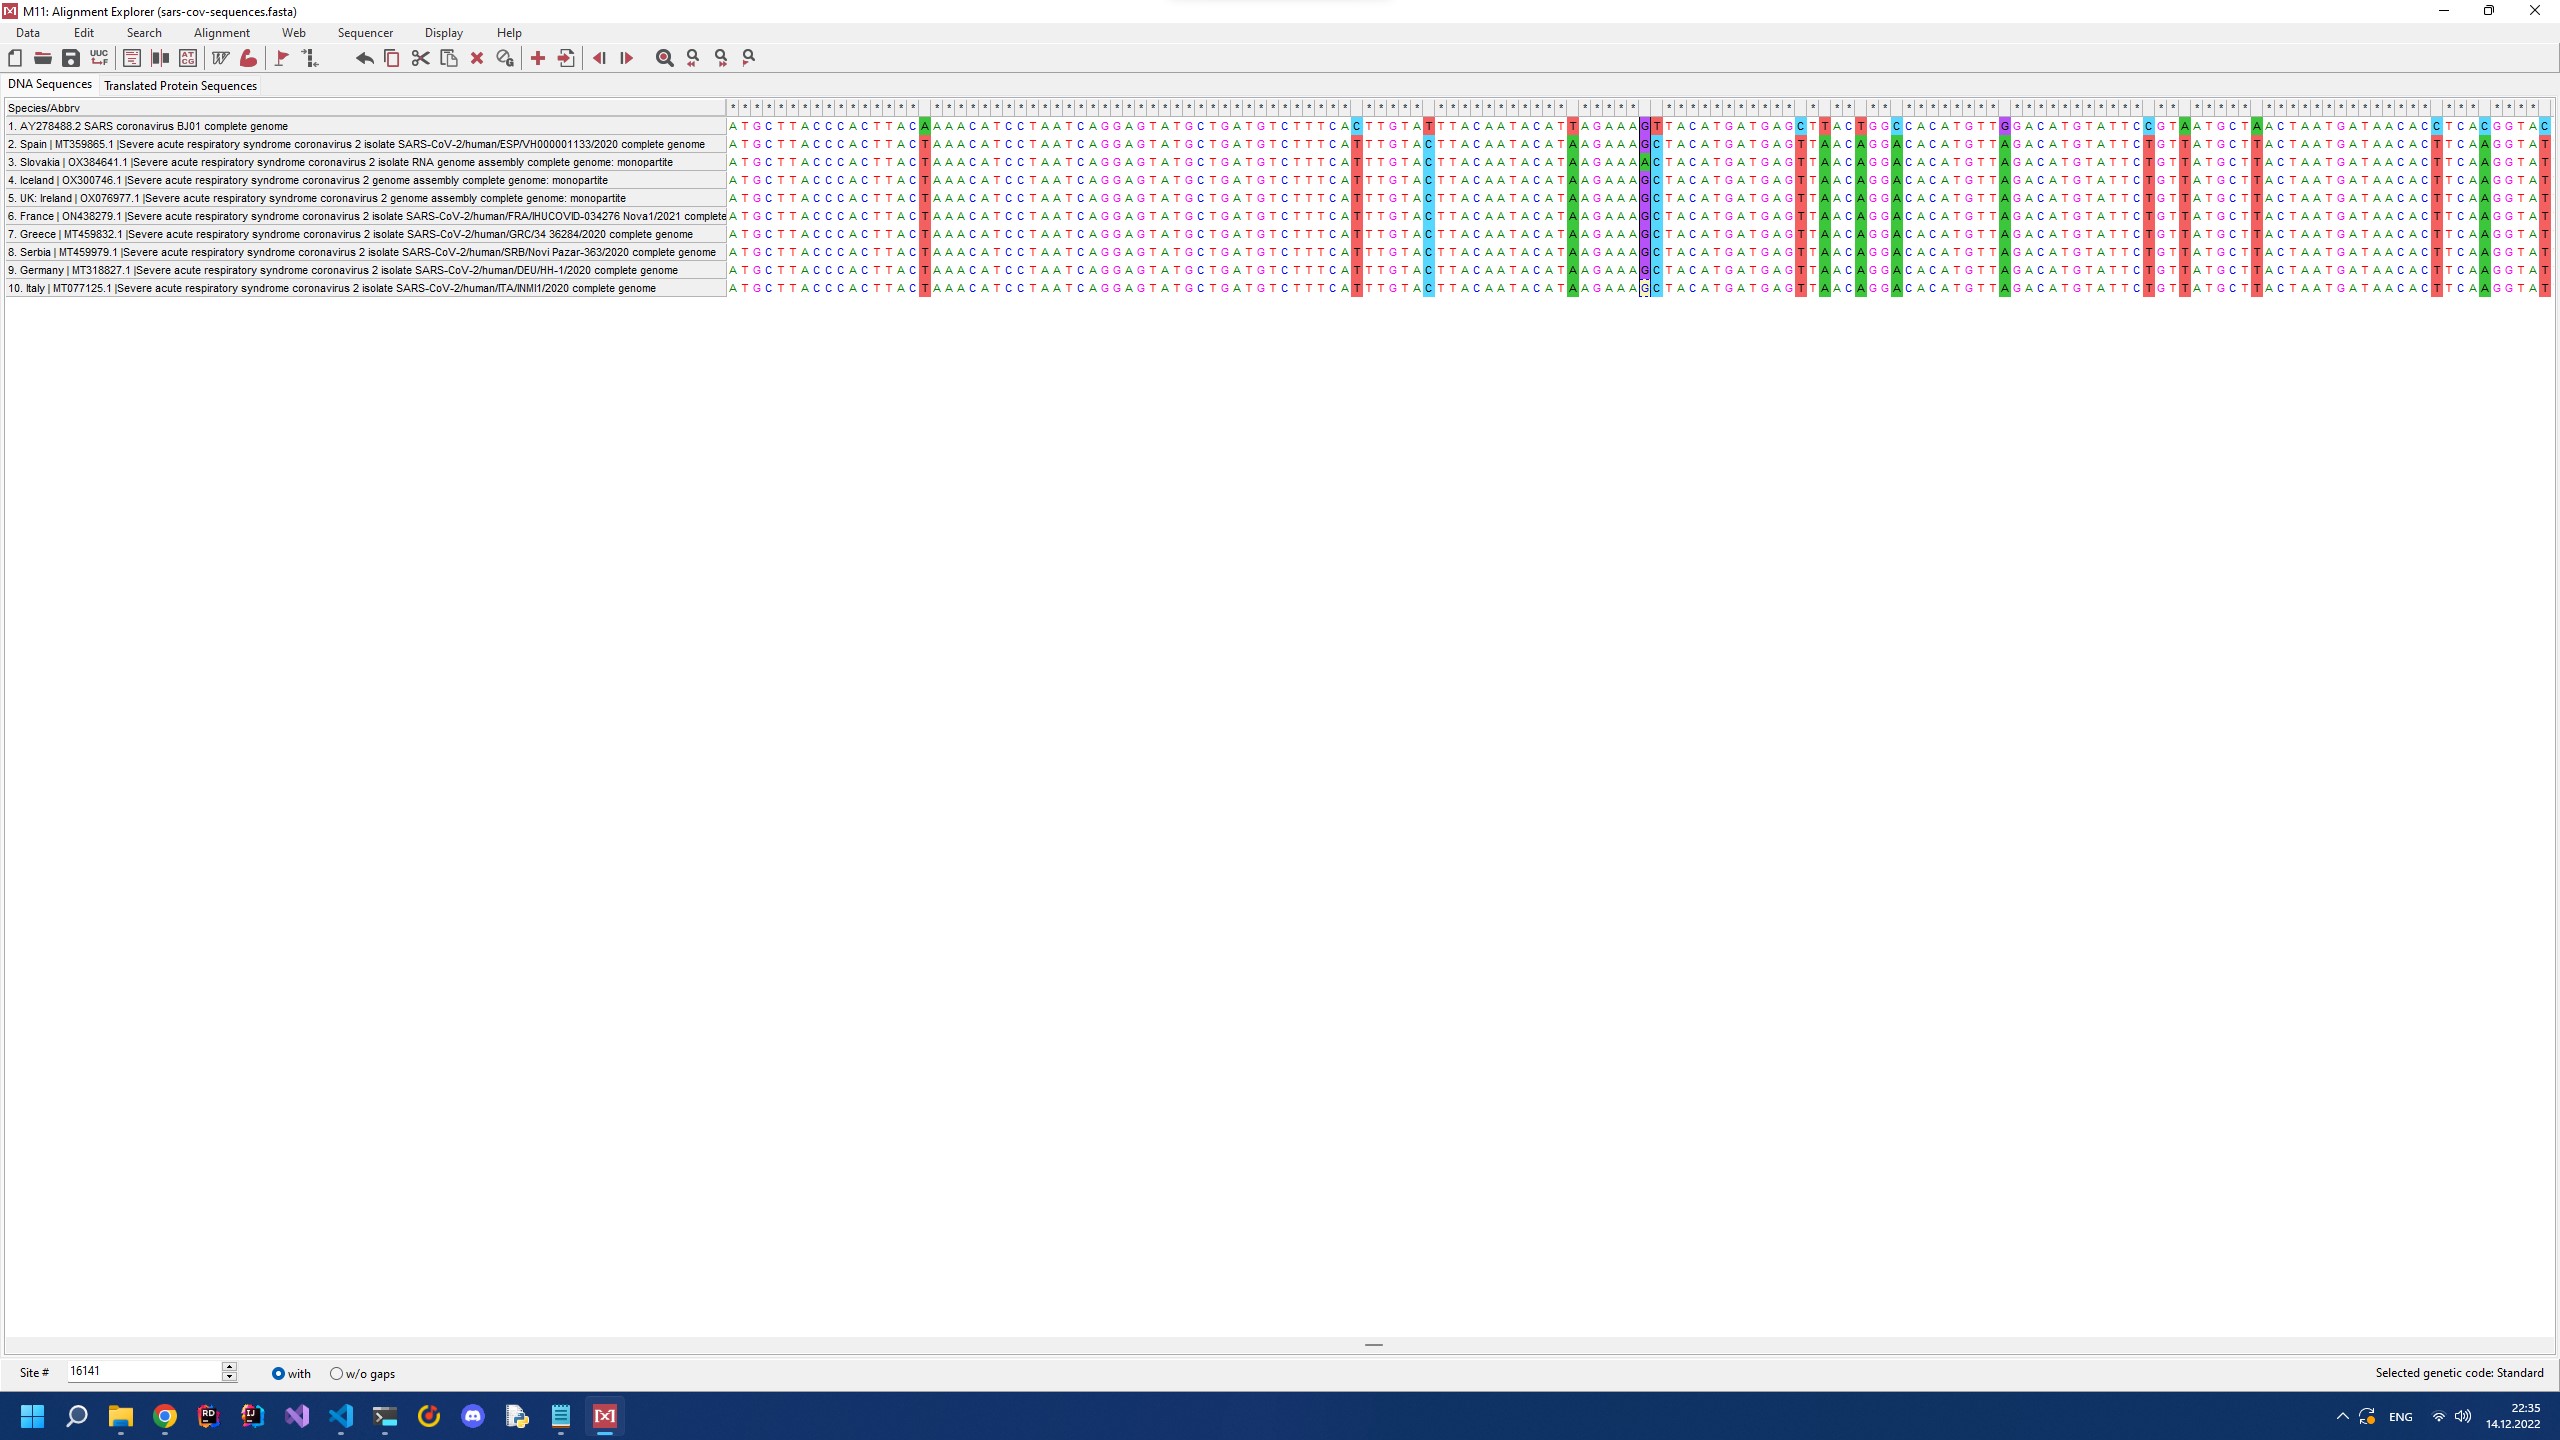 M11: Alignment Explorer (sars-cov-sequences.fasta)
Data Edit Search Alignment Web Sequencer Display Help
DNA Sequences Translated Protein Sequences
Species/Abbrv
1. AY278488.2 SARS coronavirus BJ01 complete genome ATGCTTACCCACTTACAAAACATCCTAATCAGGAGTATGCTGATGTCTTTCACTTGTATTTACAATACATTAGAAAGTTACATGATGAGCTTACTGGCCACATGTTGGACATGTATTCCGTAATGCTAACTAATGATAACACCTCACGGTAC
2. Spain | MT359865.1 |Severe acute respiratory syndrome coronavirus 2 isolate SARS-CoV-2/human/ESP/VH000001133/2020 complete genome ATGCTTACCCACTTACTAAACATCCTAATCAGGAGTATGCTGATGTCTTTCATTTGTACTTACAATACATAAGAAAGCTACATGATGAGTTAACAGGACACATGTTAGACATGTATTCTGTTATGCTTACTAATGATAACACTTCAAGGTAT
3. Slovakia | OX384641.1 |Severe acute respiratory syndrome coronavirus 2 isolate RNA genome assembly complete genome: monopartite ATGCTTACCCACTTACTAAACATCCTAATCAGGAGTATGCTGATGTCTTTCATTTGTACTTACAATACATAAGAAAACTACATGATGAGTTAACAGGACACATGTTAGACATGTATTCTGTTATGCTTACTAATGATAACACTTCAAGGTAT
4. Iceland | OX300746.1 |Severe acute respiratory syndrome coronavirus 2 genome assembly complete genome: monopartite ATGCTTACCCACTTACTAAACATCCTAATCAGGAGTATGCTGATGTCTTTCATTTGTACTTACAATACATAAGAAAGCTACATGATGAGTTAACAGGACACATGTTAGACATGTATTCTGTTATGCTTACTAATGATAACACTTCAAGGTAT
5. UK: Ireland | OX076977.1 |Severe acute respiratory syndrome coronavirus 2 genome assembly complete genome: monopartite ATGCTTACCCACTTACTAAACATCCTAATCAGGAGTATGCTGATGTCTTTCATTTGTACTTACAATACATAAGAAAGCTACATGATGAGTTAACAGGACACATGTTAGACATGTATTCTGTTATGCTTACTAATGATAACACTTCAAGGTAT
6. France | ON438279.1 |Severe acute respiratory syndrome coronavirus 2 isolate SARS-CoV-2/human/FRA/IHUCOVID-034276 Nova1/2021 complete ATGCTTACCCACTTACTAAACATCCTAATCAGGAGTATGCTGATGTCTTTCATTTGTACTTACAATACATAAGAAAGCTACATGATGAGTTAACAGGACACATGTTAGACATGTATTCTGTTATGCTTACTAATGATAACACTTCAAGGTAT
7. Greece | MT459832.1 |Severe acute respiratory syndrome coronavirus 2 isolate SARS-CoV-2/human/GRC/34 36284/2020 complete genome ATGCTTACCCACTTACTAAACATCCTAATCAGGAGTATGCTGATGTCTTTCATTTGTACTTACAATACATAAGAAAGCTACATGATGAGTTAACAGGACACATGTTAGACATGTATTCTGTTATGCTTACTAATGATAACACTTCAAGGTAT
8. Serbia | MT459979.1 |Severe acute respiratory syndrome coronavirus 2 isolate SARS-CoV-2/human/SRB/Novi Pazar-363/2020 complete genome ATGCTTACCCACTTACTAAACATCCTAATCAGGAGTATGCTGATGTCTTTCATTTGTACTTACAATACATAAGAAAGCTACATGATGAGTTAACAGGACACATGTTAGACATGTATTCTGTTATGCTTACTAATGATAACACTTCAAGGTAT
9. Germany | MT318827.1 |Severe acute respiratory syndrome coronavirus 2 isolate SARS-CoV-2/human/DEU/HH-1/2020 complete genome ATGCTTACCCACTTACTAAACATCCTAATCAGGAGTATGCTGATGTCTTTCATTTGTACTTACAATACATAAGAAAGCTACATGATGAGTTAACAGGACACATGTTAGACATGTATTCTGTTATGCTTACTAATGATAACACTTCAAGGTAT
10. Italy | MT077125.1 |Severe acute respiratory syndrome coronavirus 2 isolate SARS-CoV-2/human/ITA/INMI1/2020 complete genome ATGCTTACCCACTTACTAAACATCCTAATCAGGAGTATGCTGATGTCTTTCATTTGTACTTACAATACATAAGAAAGCTACATGATGAGTTAACAGGACACATGTTAGACATGTATTCTGTTATGCTTACTAATGATAACACTTCAAGGTAT
Site # 16141 with w/o gaps Selected genetic code: Standard
ENG 22:35
14.12.2022